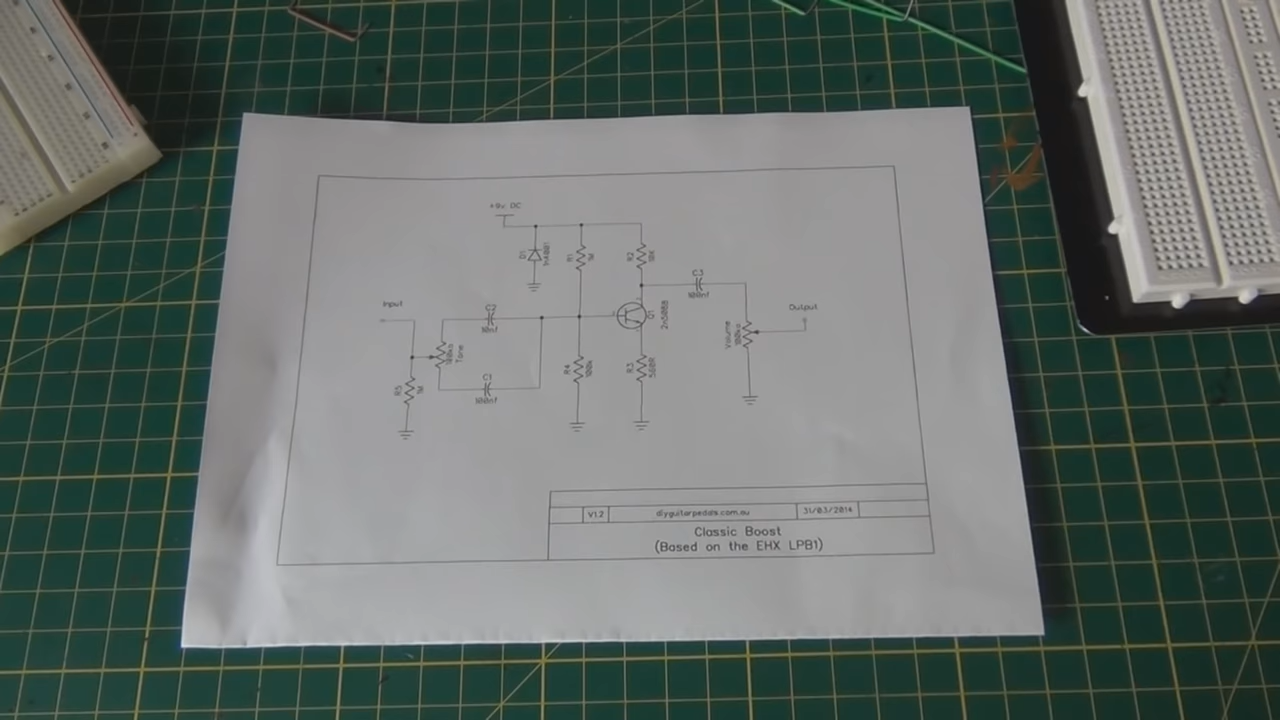 +9v DC
D1
1n4001
R1
1M
R2
10K
C3
100nf
Input
C2
10nf
Q1
2n5088
Output
Volume
100ka
100kb
Tone
R5
1M
C1
100nf
R4
100k
R3
560R
V1.2 diyguitarpedals.com.au 31/03/2014
Classic Boost
(Based on the EHX LPB1)